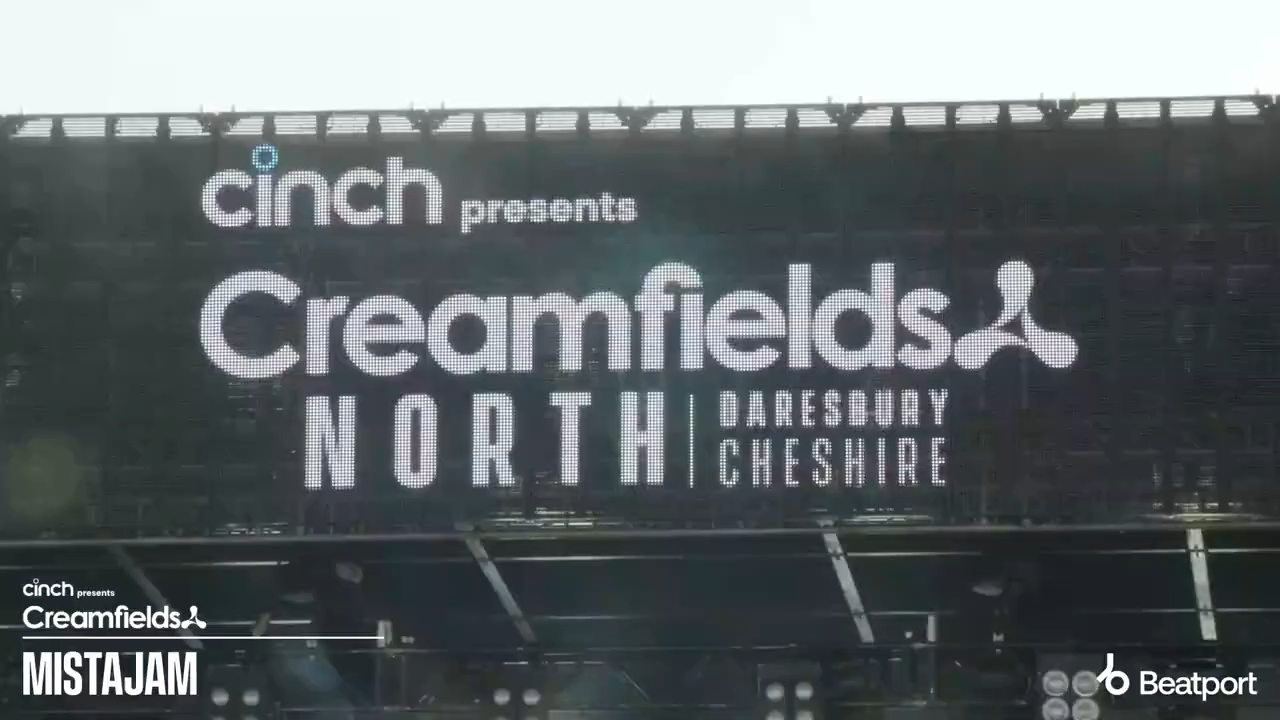 cinch presents
Creamfields
NORTH
DARESBURY
CHESHIRE
cinch presents
Creamfields
MISTAJAM
Beatport